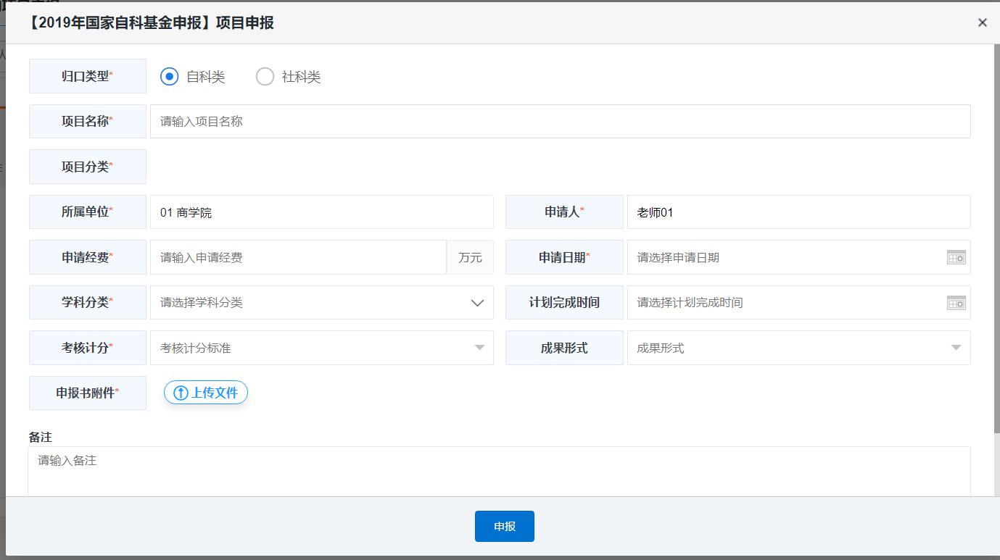 【2019年国家自科基金申报】项目申报
归口类型* 自科类 社科类
项目名称* 请输入项目名称
项目分类*
所属单位* 01 商学院 申请人* 老师01
申请经费* 请输入申请经费 万元 申请日期* 请选择申请日期
学科分类* 请选择学科分类 计划完成时间 请选择计划完成时间
考核计分* 考核计分标准 成果形式 成果形式
申报书附件* 上传文件
备注
请输入备注
申报